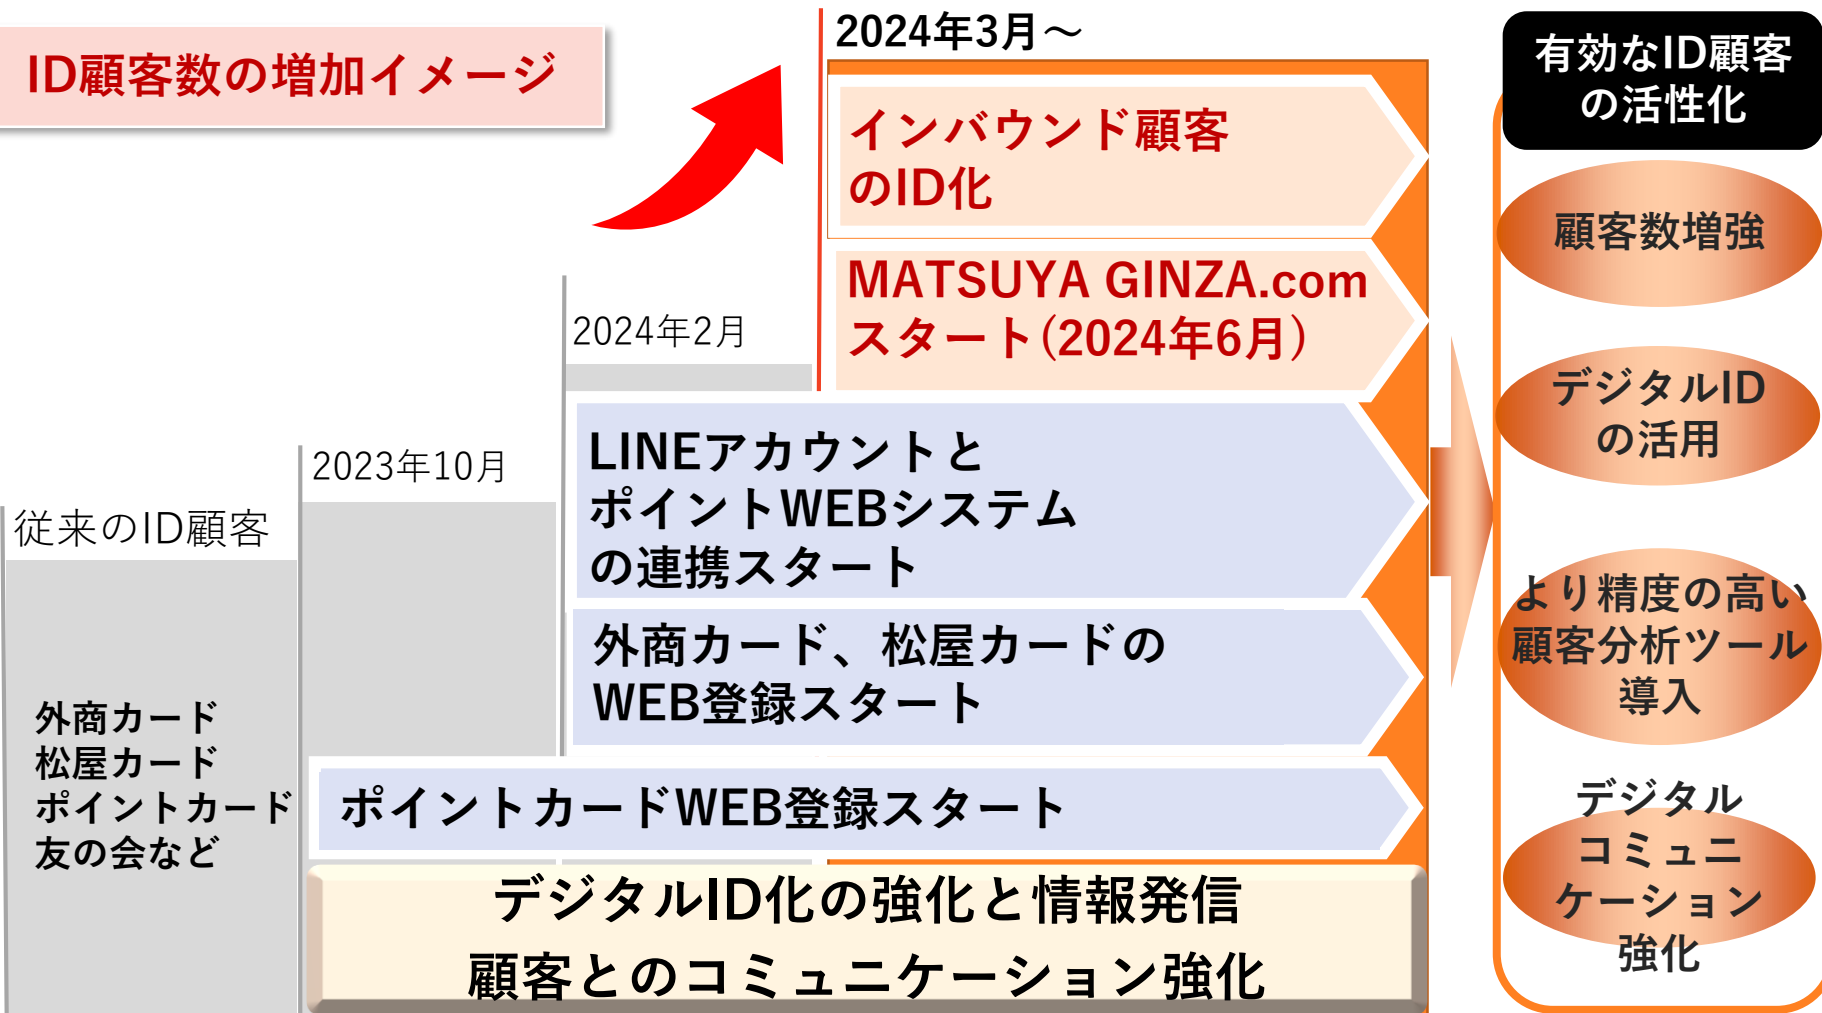 ID顧客数の増加イメージ
従来のID顧客
外商カード
松屋カード
ポイントカード
友の会など
2023年10月
2024年2月
2024年3月～
インバウンド顧客
のID化
MATSUYA GINZA.com
スタート(2024年6月)
LINEアカウントと
ポイントWEBシステム
の連携スタート
外商カード、松屋カードの
WEB登録スタート
ポイントカードWEB登録スタート
デジタルID化の強化と情報発信
顧客とのコミュニケーション強化
有効なID顧客
の活性化
顧客数増強
デジタルID
の活用
より精度の高い
顧客分析ツール
導入
デジタル
コミュニ
ケーション
強化